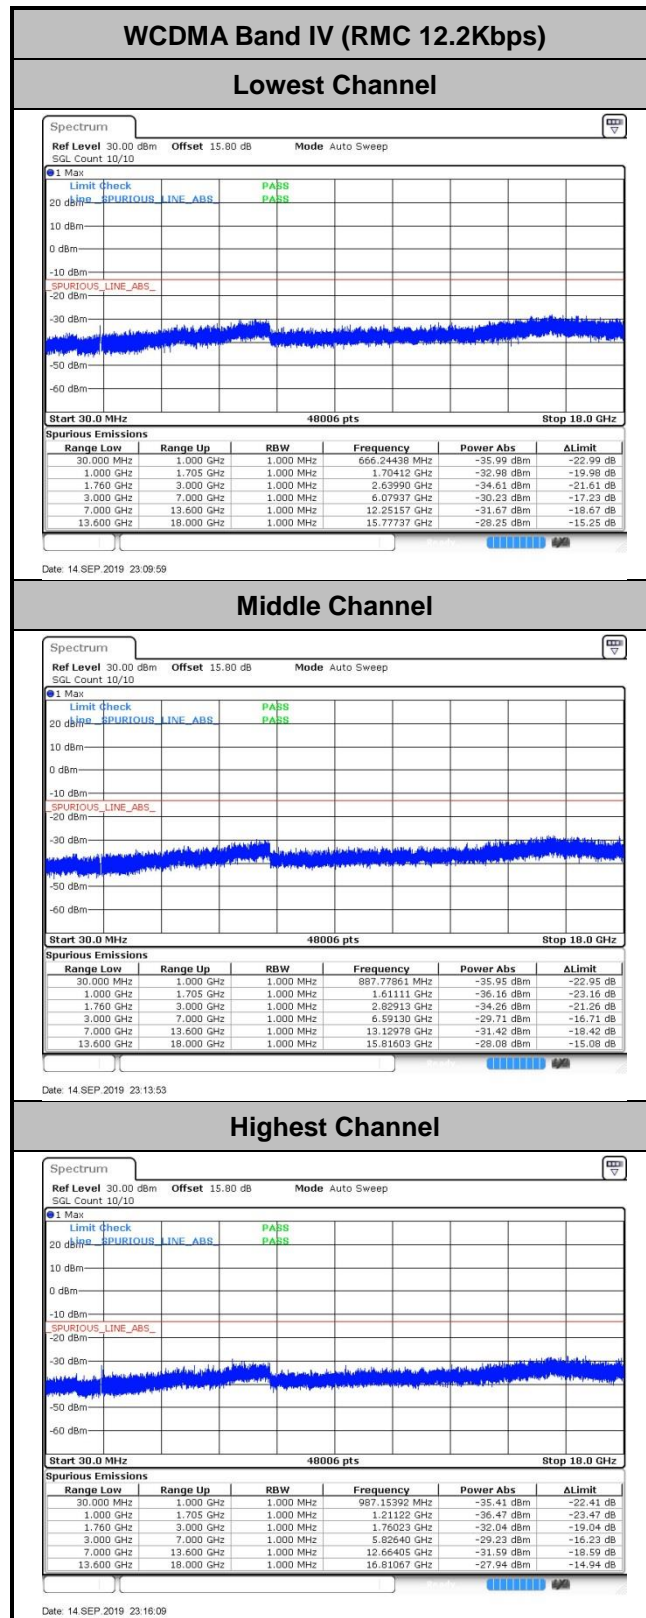 WCDMA Band IV (RMC 12.2Kbps)
Lowest Channel
Spectrum
Ref Level 30.00 dBm Offset 15.80 dB Mode Auto Sweep
SGL Count 10/10
1 Max
Limit Check PASS
20 dBm Line _SPURIOUS_LINE_ABS_ PASS
10 dBm
0 dBm
-10 dBm
_SPURIOUS_LINE_ABS_
-20 dBm
-30 dBm
-50 dBm
-60 dBm
Start 30.0 MHz 48006 pts Stop 18.0 GHz
Spurious Emissions
Range Low Range Up RBW Frequency Power Abs ΔLimit
30.000 MHz 1.000 GHz 1.000 MHz 666.24438 MHz -35.99 dBm -22.99 dB
1.000 GHz 1.705 GHz 1.000 MHz 1.70412 GHz -32.98 dBm -19.98 dB
1.760 GHz 3.000 GHz 1.000 MHz 2.63990 GHz -34.61 dBm -21.61 dB
3.000 GHz 7.000 GHz 1.000 MHz 6.07937 GHz -30.23 dBm -17.23 dB
7.000 GHz 13.600 GHz 1.000 MHz 12.25157 GHz -31.67 dBm -18.67 dB
13.600 GHz 18.000 GHz 1.000 MHz 15.77737 GHz -28.25 dBm -15.25 dB
Date: 14.SEP.2019 23:09:59
Middle Channel
Spectrum
Ref Level 30.00 dBm Offset 15.80 dB Mode Auto Sweep
SGL Count 10/10
1 Max
Limit Check PASS
20 dBm Line _SPURIOUS_LINE_ABS_ PASS
10 dBm
0 dBm
-10 dBm
_SPURIOUS_LINE_ABS_
-20 dBm
-30 dBm
-50 dBm
-60 dBm
Start 30.0 MHz 48006 pts Stop 18.0 GHz
Spurious Emissions
Range Low Range Up RBW Frequency Power Abs ΔLimit
30.000 MHz 1.000 GHz 1.000 MHz 887.77861 MHz -35.95 dBm -22.95 dB
1.000 GHz 1.705 GHz 1.000 MHz 1.61111 GHz -36.16 dBm -23.16 dB
1.760 GHz 3.000 GHz 1.000 MHz 2.82913 GHz -34.26 dBm -21.26 dB
3.000 GHz 7.000 GHz 1.000 MHz 6.59130 GHz -29.71 dBm -16.71 dB
7.000 GHz 13.600 GHz 1.000 MHz 13.12978 GHz -31.42 dBm -18.42 dB
13.600 GHz 18.000 GHz 1.000 MHz 15.81603 GHz -28.08 dBm -15.08 dB
Date: 14.SEP.2019 23:13:53
Highest Channel
Spectrum
Ref Level 30.00 dBm Offset 15.80 dB Mode Auto Sweep
SGL Count 10/10
1 Max
Limit Check PASS
20 dBm Line _SPURIOUS_LINE_ABS_ PASS
10 dBm
0 dBm
-10 dBm
_SPURIOUS_LINE_ABS_
-20 dBm
-30 dBm
-50 dBm
-60 dBm
Start 30.0 MHz 48006 pts Stop 18.0 GHz
Spurious Emissions
Range Low Range Up RBW Frequency Power Abs ΔLimit
30.000 MHz 1.000 GHz 1.000 MHz 987.15392 MHz -35.41 dBm -22.41 dB
1.000 GHz 1.705 GHz 1.000 MHz 1.21122 GHz -36.47 dBm -23.47 dB
1.760 GHz 3.000 GHz 1.000 MHz 1.76023 GHz -32.04 dBm -19.04 dB
3.000 GHz 7.000 GHz 1.000 MHz 5.82640 GHz -29.23 dBm -16.23 dB
7.000 GHz 13.600 GHz 1.000 MHz 12.66405 GHz -31.59 dBm -18.59 dB
13.600 GHz 18.000 GHz 1.000 MHz 16.81067 GHz -27.94 dBm -14.94 dB
Date: 14.SEP.2019 23:16:09